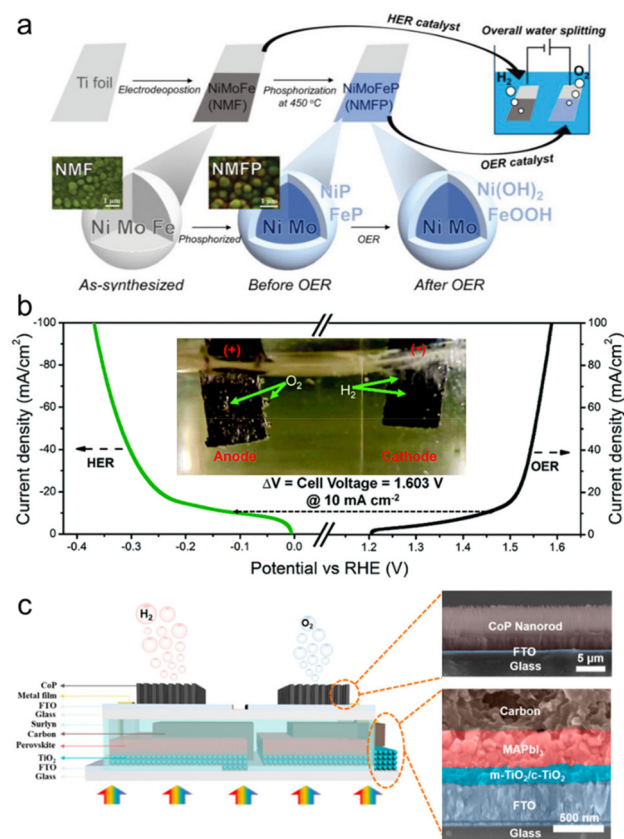 a
HER catalyst
Overall water splitting
Ti foil
Electrodeopostion
NiMoFe
(NMF)
Phosphorization
at 450 °C
NiMoFeP
(NMFP)
H2
O2
OER catalyst
NMF
1 μm
NMFP
1 μm
NiP
FeP
Ni(OH)2
FeOOH
Ni Mo Fe
Phosphorized
Ni Mo
OER
Ni Mo
As-synthesized
Before OER
After OER
b
Current density (mA/cm2)
-100
-80
-60
-40
-20
0
HER
(+)
(-)
O2
H2
Anode
Cathode
ΔV = Cell Voltage = 1.603 V
@ 10 mA cm-2
OER
100
80
60
40
20
0
Current density (mA/cm2)
-0.4
-0.3
-0.2
-0.1
0.0
1.2
1.3
1.4
1.5
1.6
Potential vs RHE (V)
c
H2
O2
CoP
Metal film
FTO
Glass
Surlyn
Carbon
Perovskite
TiO2
FTO
Glass
CoP Nanorod
FTO
Glass
5 μm
Carbon
MAPbI3
m-TiO2/c-TiO2
FTO
500 nm